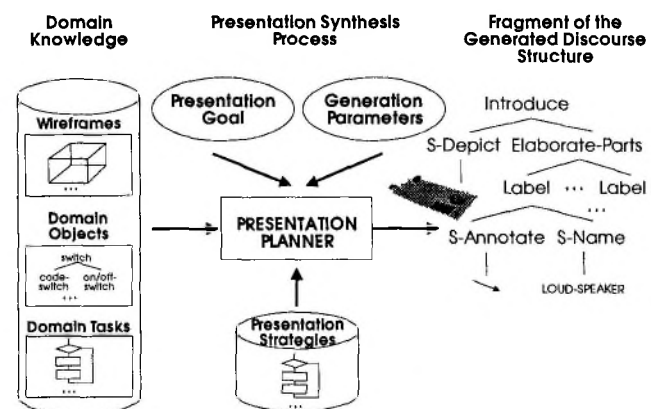 Domain
Knowledge
Presentation Synthesis
Process
Fragment of the
Generated Discourse
Structure
Wireframes
...
Domain
Objects
switch
code-
switch
on/off-
switch
...
Domain Tasks
...
Presentation
Goal
Generation
Parameters
PRESENTATION
PLANNER
Presentation
Strategies
...
Introduce
S-Depict Elaborate-Parts
Label ... Label
...
S-Annotate S-Name
LOUD-SPEAKER